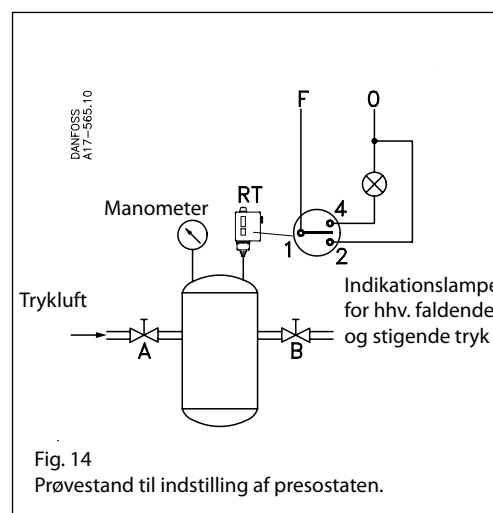 DANFOSS
A17-565.10
F
O
RT
4
1
2
Manometer
Trykluft
A
B
Indikationslampe
for hhv. faldende
og stigende tryk
Fig. 14
Prøvestand til indstilling af presostaten.